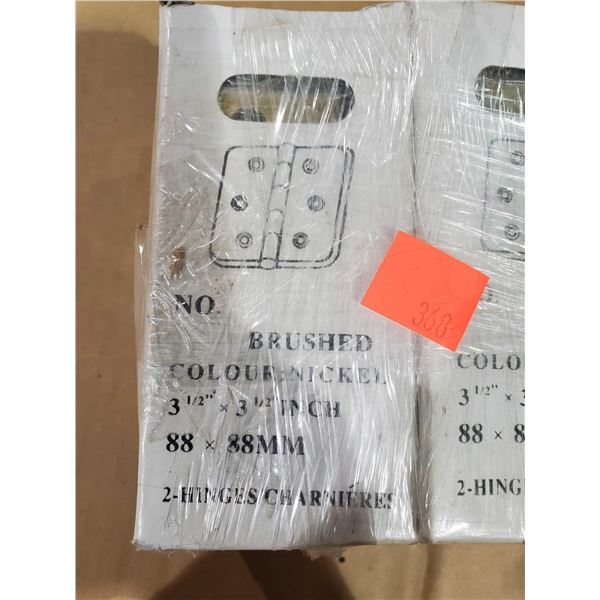 368
NO.
BRUSHED
COLOUR:NICKEL
3 1/2" × 3 1/2" INCH
88 × 88MM
2-HINGES CHARNIÈRES
COLO
3 1/2" × 3
88 × 8
2-HING